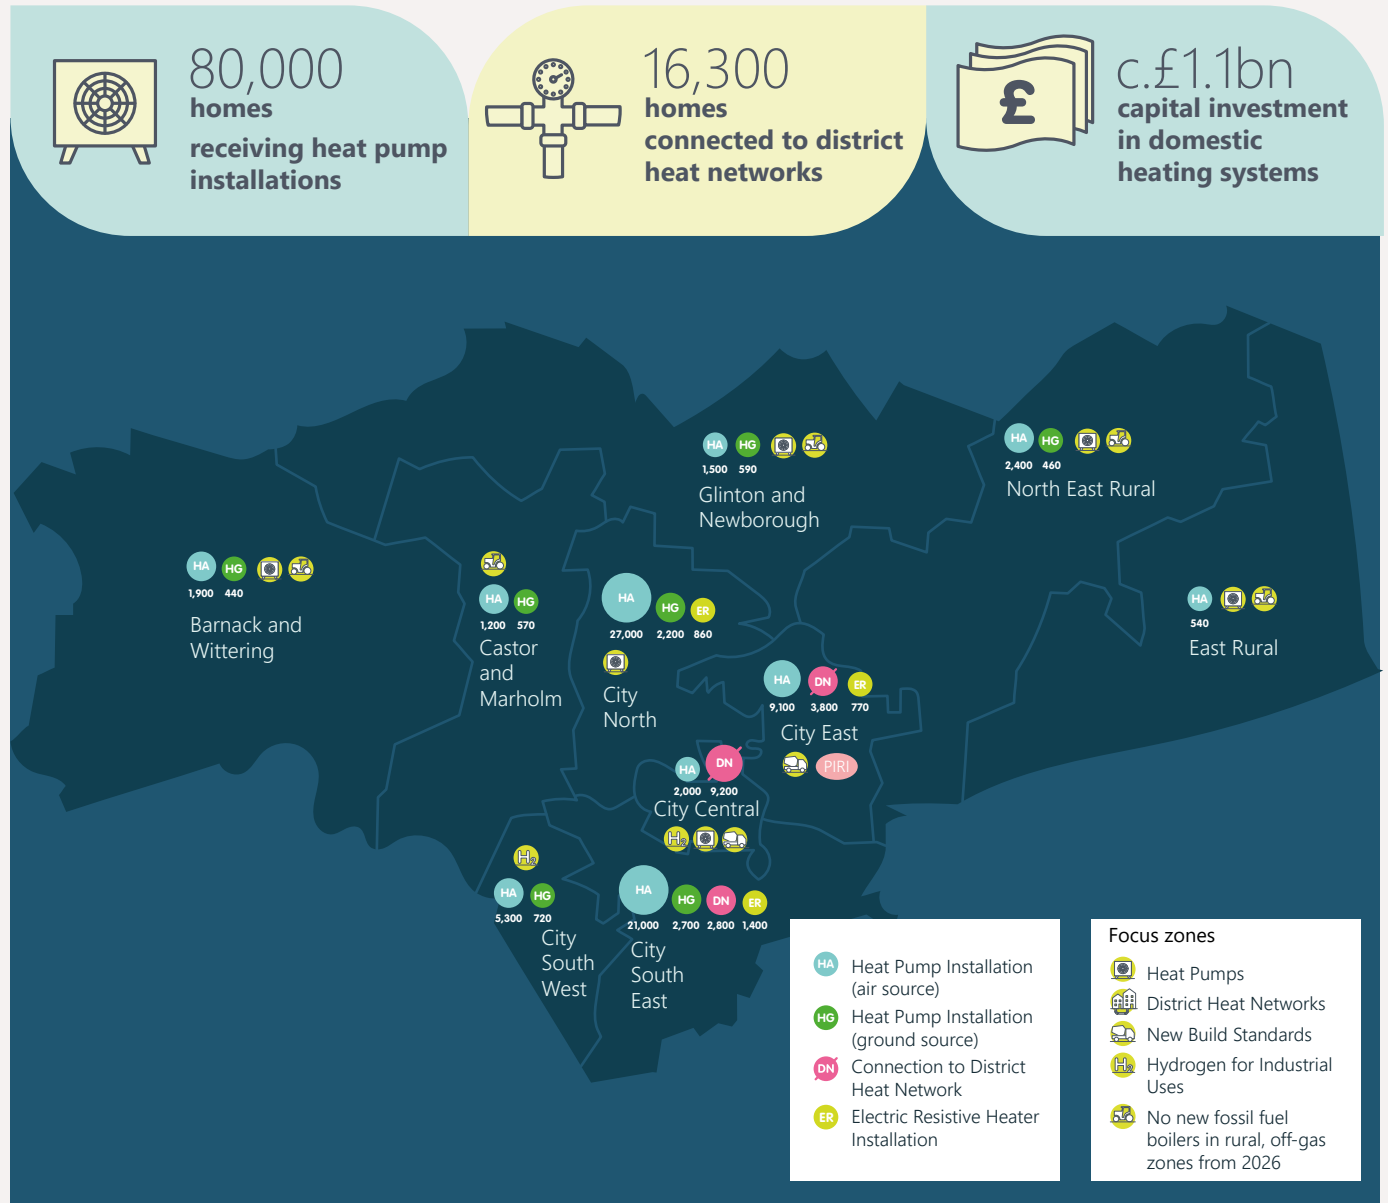 80,000
homes
receiving heat pump
installations
16,300
homes
connected to district
heat networks
c.£1.1bn
capital investment
in domestic
heating systems
£
HA HG
1,500 590
Glinton and
Newborough
HA HG
2,400 460
North East Rural
HA HG
1,900 440
Barnack and
Wittering
HA HG
1,200 570
Castor
and
Marholm
HA HG ER
27,000 2,200 860
City
North
HA
540
East Rural
HA DN ER
9,100 3,800 770
City East
PIRI
HA DN
2,000 9,200
City Central
H₂
H₂
HA HG
5,300 720
City
South
West
HA HG DN ER
21,000 2,700 2,800 1,400
City
South
East
HA Heat Pump Installation
(air source)
HG Heat Pump Installation
(ground source)
DN Connection to District
Heat Network
ER Electric Resistive Heater
Installation
Focus zones
Heat Pumps
District Heat Networks
New Build Standards
H₂ Hydrogen for Industrial
Uses
No new fossil fuel
boilers in rural, off-gas
zones from 2026